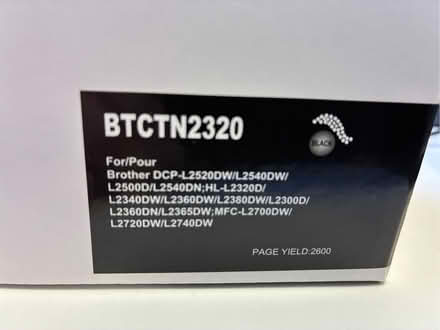 BTCTN2320
BLACK
For/Pour
Brother DCP-L2520DW/L2540DW/
L2500D/L2540DN;HL-L2320D/
L2340DW/L2360DW/L2380DW/L2300D/
L2360DN/L2365DW;MFC-L2700DW/
L2720DW/L2740DW
PAGE YIELD:2600